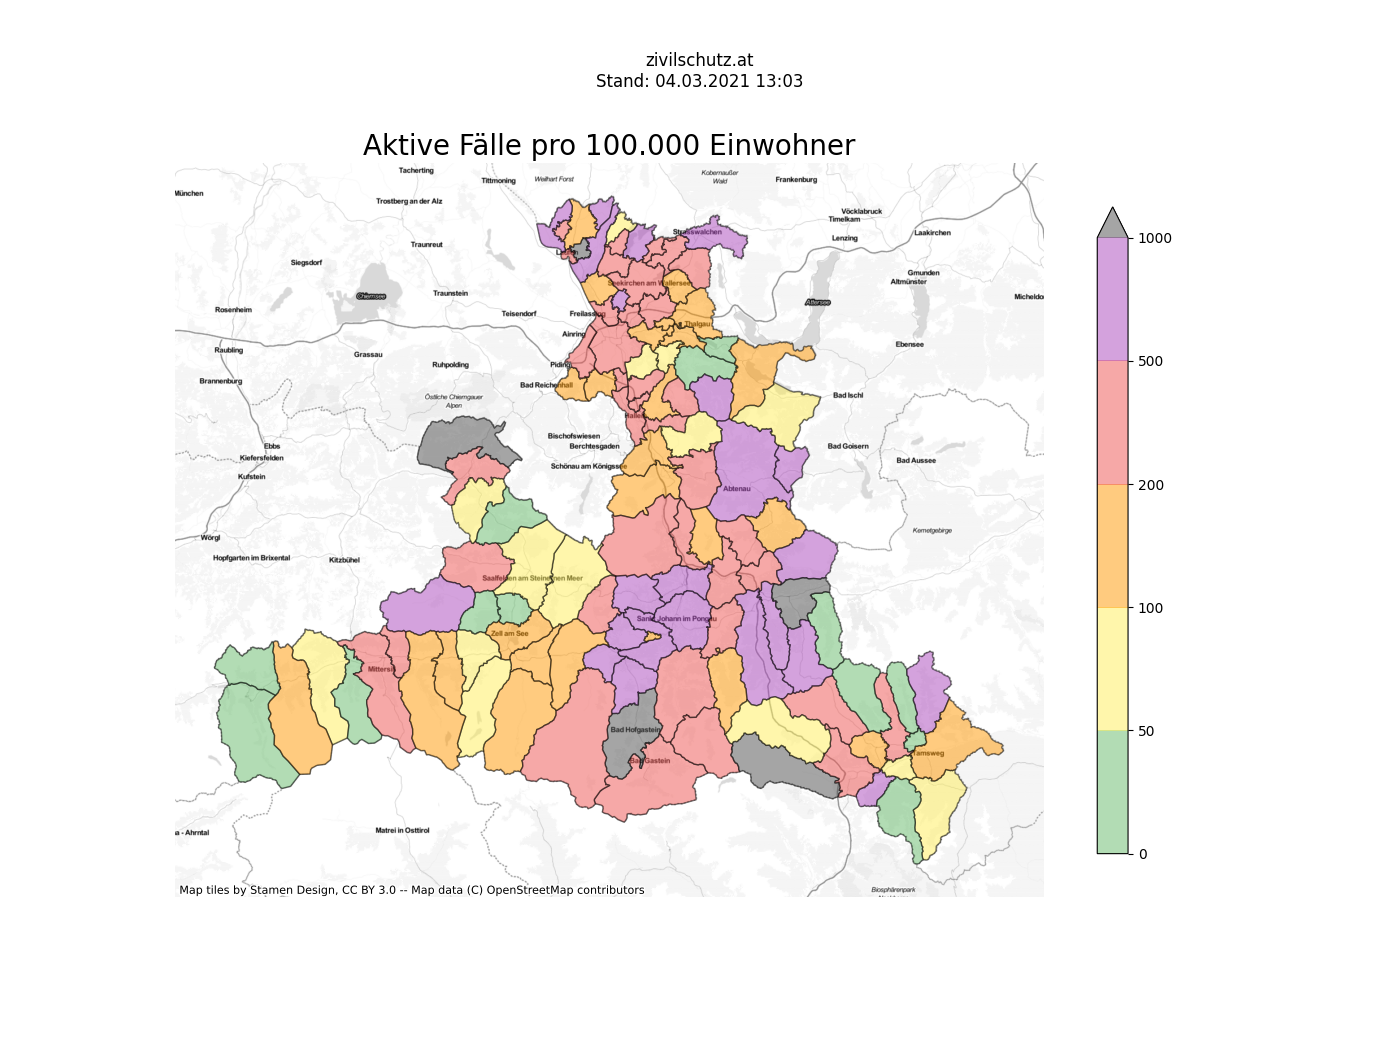 zivilschutz.at
Stand: 04.03.2021 13:03
Aktive Fälle pro 100.000 Einwohner
Tacherting
Tittmoning
Weilhart Forst
Kobernaußer
Wald
Frankenburg
München
Trostberg an der Alz
Vöcklabruck
Timelkam
Laakirchen
Strasswalchen
Lenzing
Traunreut
Siegsdorf
Gmunden
Altmünster
Seekirchen am Wallersee
Chiemsee
Traunstein
Attersee
Rosenheim
Teisendorf
Freilassing
Thalgau
Ainring
Ebensee
Raubling
Grassau
Ruhpolding
Piding
Brannenburg
Bad Reichenhall
Bad Ischl
Östliche Chiemgauer
Alpen
Hallein
Bischofswiesen
Berchtesgaden
Bad Goisern
Ebbs
Kiefersfelden
Schönau am Königssee
Bad Aussee
Kufstein
Abtenau
Kemetgebirge
Wörgl
Hopfgarten im Brixental
Kitzbühel
Saalfelden am Steinernen Meer
Sankt Johann im Pongau
Zell am See
Bad Hofgastein
Bad Gastein
Tamsweg
Matrei in Osttirol
Biosphärenpark
Map tiles by Stamen Design, CC BY 3.0 -- Map data (C) OpenStreetMap contributors
1000
500
200
100
50
0